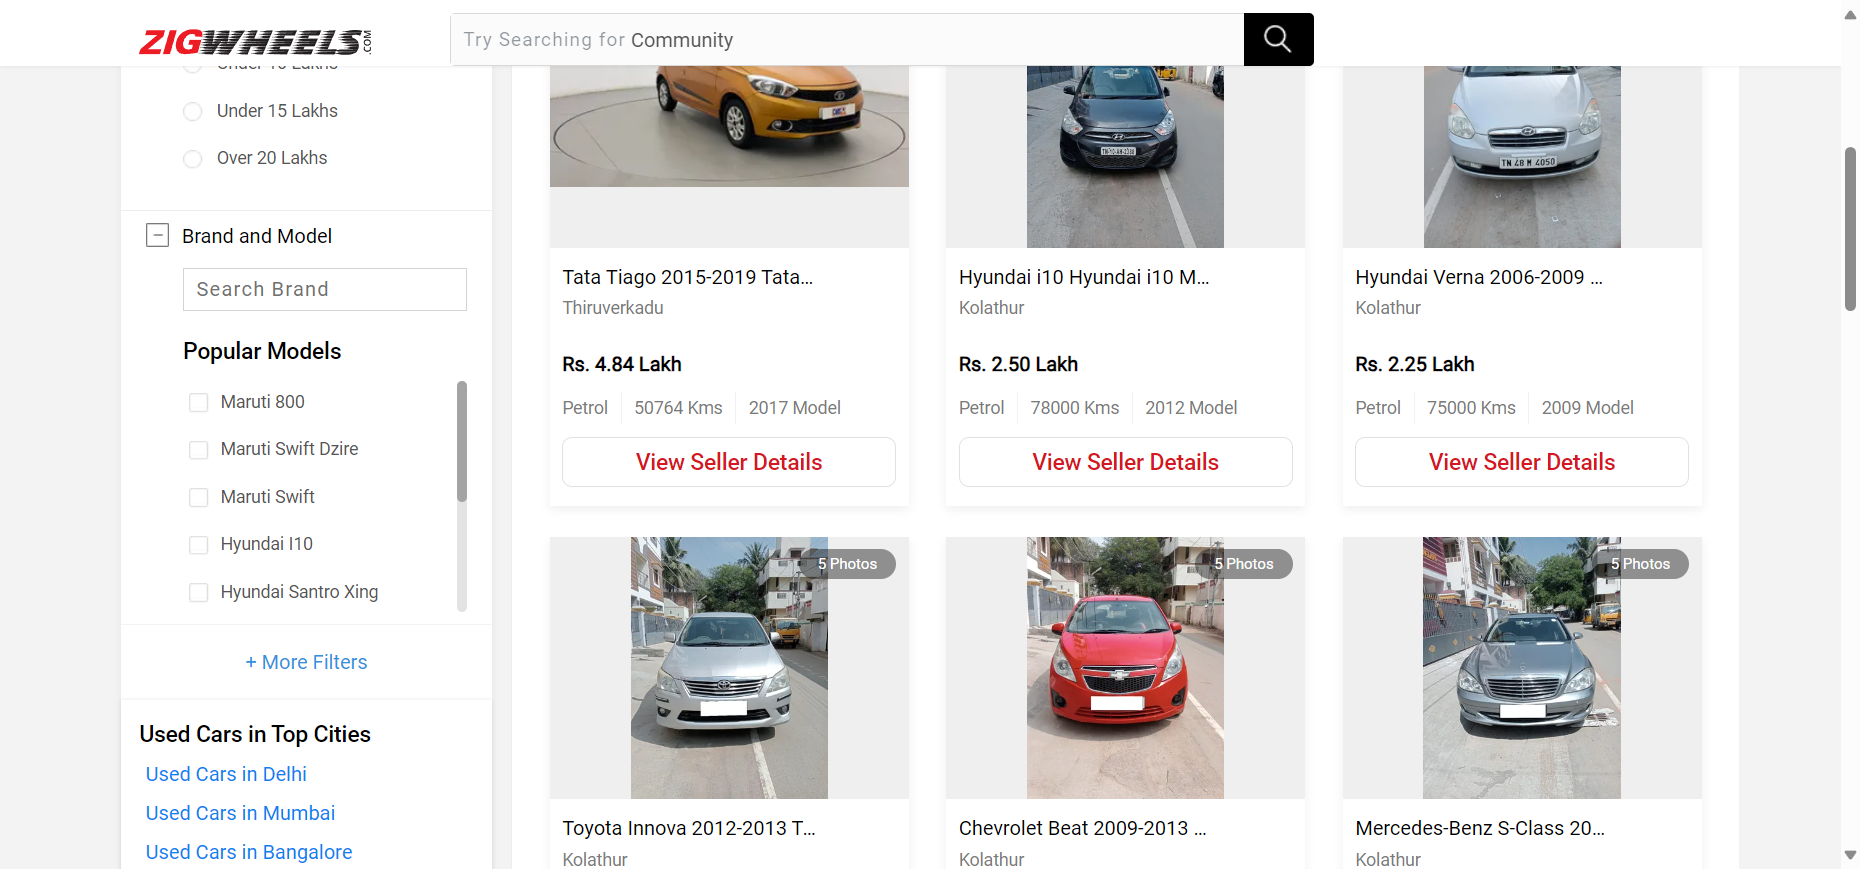 ZIGWHEELS.COM
Try Searching for Community
Under 10 Lakhs
Under 15 Lakhs
Over 20 Lakhs
Brand and Model
Search Brand
Popular Models
Maruti 800
Maruti Swift Dzire
Maruti Swift
Hyundai I10
Hyundai Santro Xing
+ More Filters
Used Cars in Top Cities
Used Cars in Delhi
Used Cars in Mumbai
Used Cars in Bangalore
Tata Tiago 2015-2019 Tata...
Thiruverkadu
Rs. 4.84 Lakh
Petrol 50764 Kms 2017 Model
View Seller Details
Hyundai i10 Hyundai i10 M...
Kolathur
Rs. 2.50 Lakh
Petrol 78000 Kms 2012 Model
View Seller Details
TN 48 M 4050
Hyundai Verna 2006-2009 ...
Kolathur
Rs. 2.25 Lakh
Petrol 75000 Kms 2009 Model
View Seller Details
5 Photos
Toyota Innova 2012-2013 T...
Kolathur
5 Photos
Chevrolet Beat 2009-2013 ...
Kolathur
5 Photos
Mercedes-Benz S-Class 20...
Kolathur